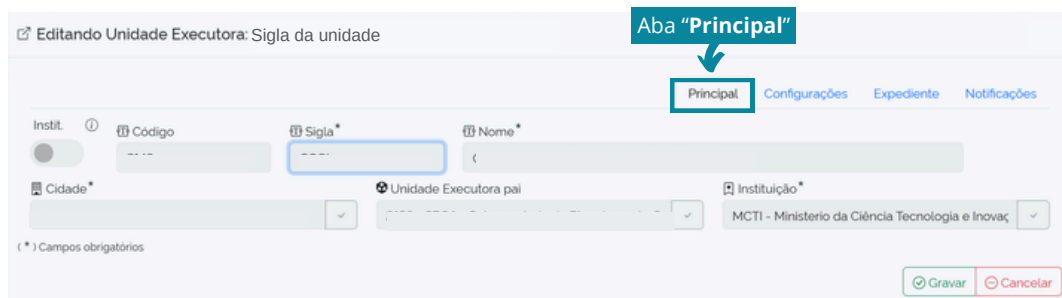 Aba “Principal”
Editando Unidade Executora: Sigla da unidade
Principal Configurações Expediente Notificações
Instit. Código Sigla* Nome*
Cidade* Unidade Executora pai Instituição*
MCTI - Ministerio da Ciência Tecnologia e Inovaç
( * ) Campos obrigatórios
Gravar Cancelar